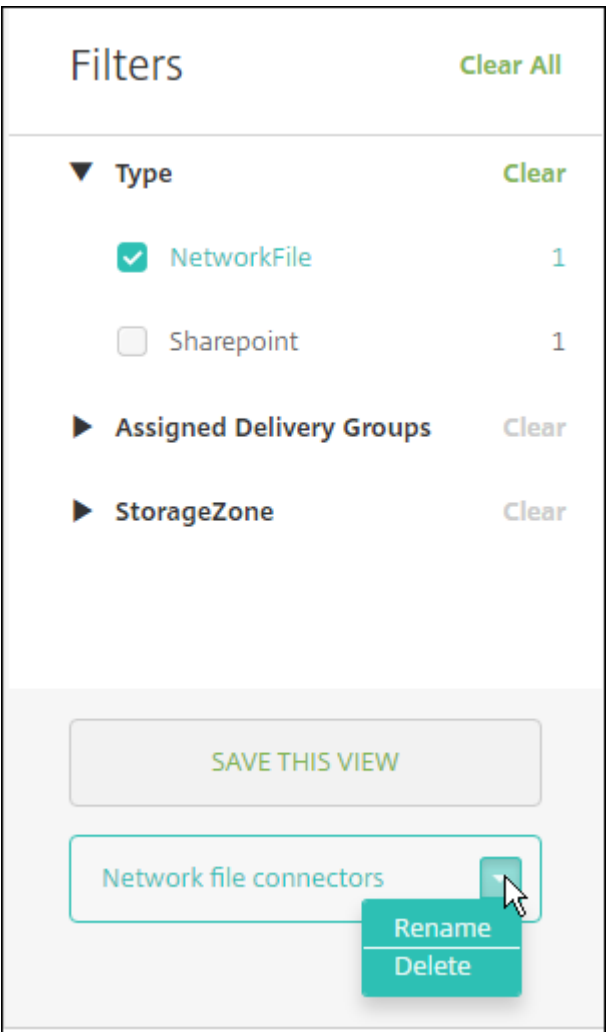 Filters Clear All
Type Clear
NetworkFile 1
Sharepoint 1
Assigned Delivery Groups Clear
StorageZone Clear
SAVE THIS VIEW
Network file connectors
Rename
Delete